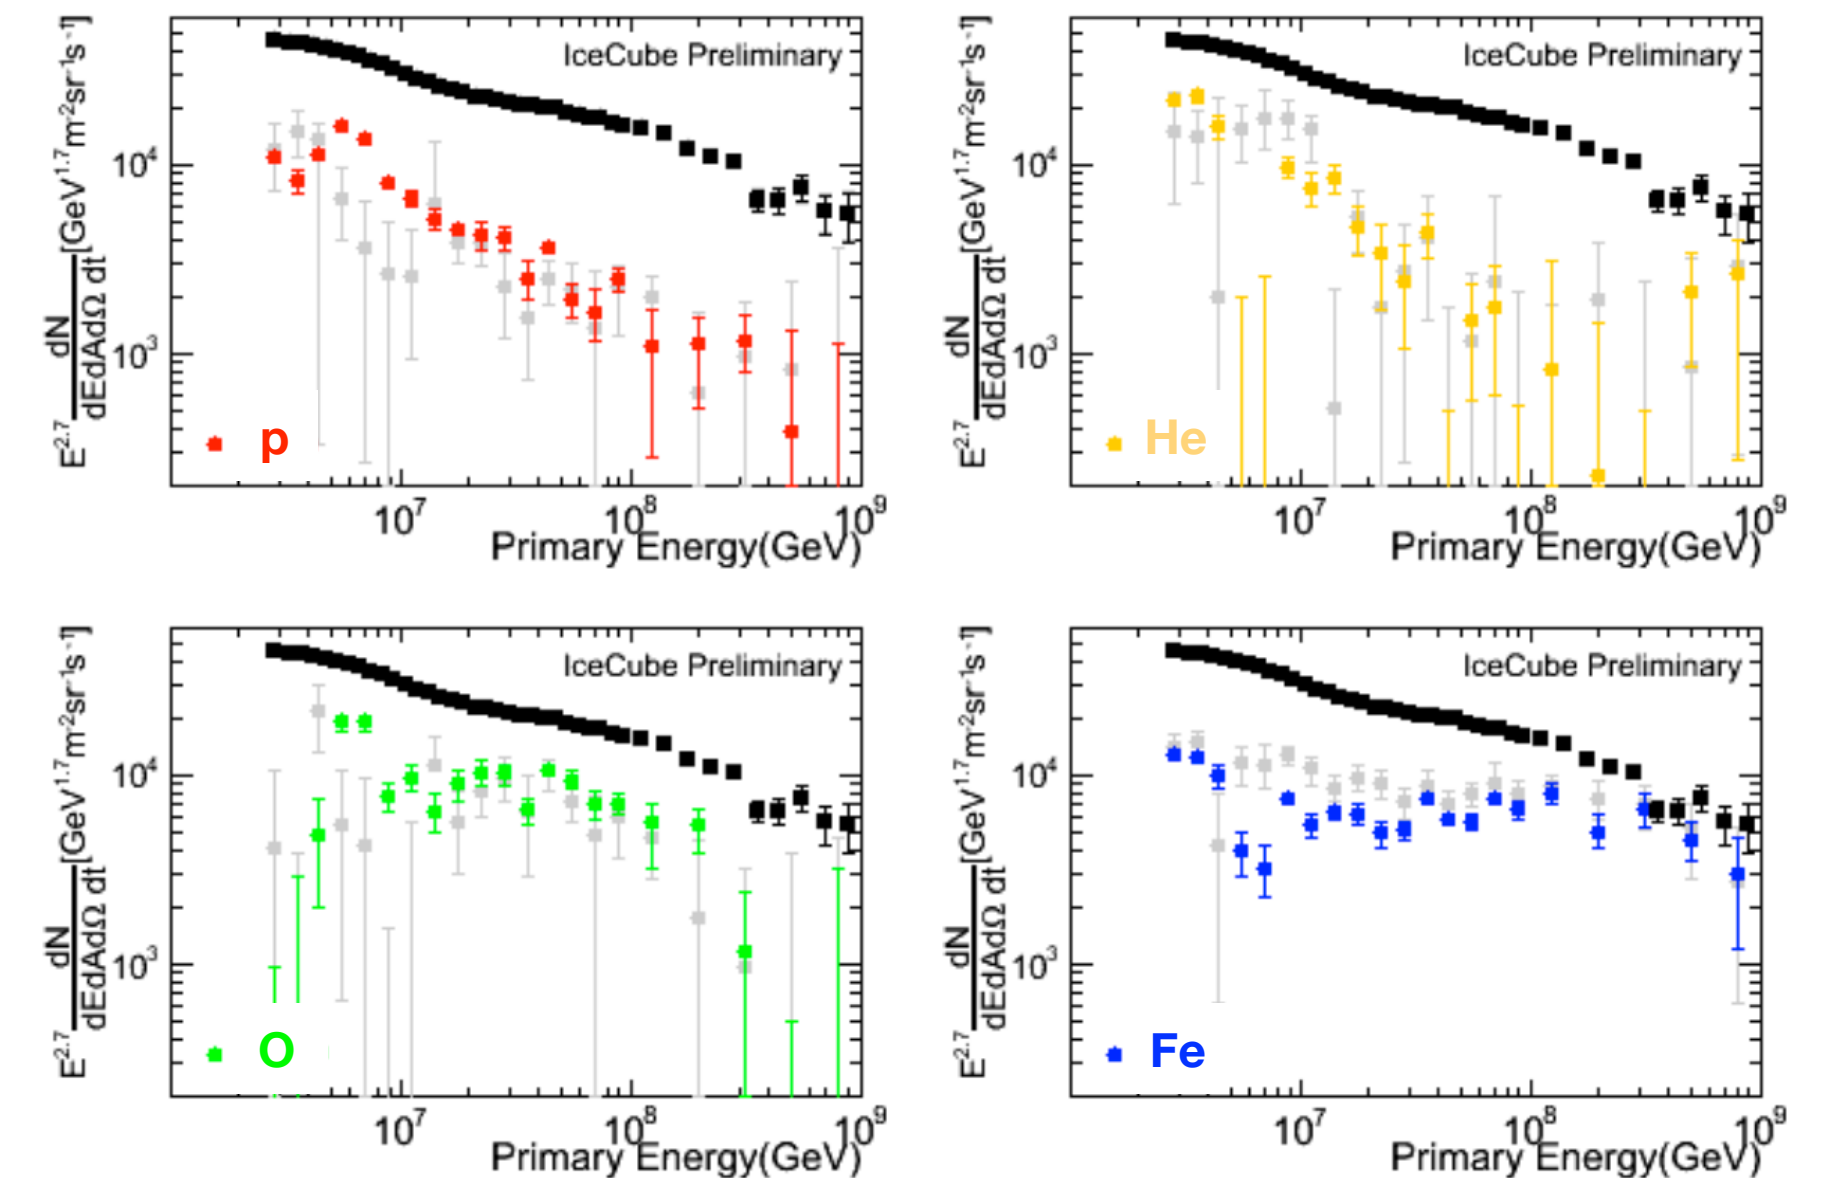 E^2.7 dN/dEdAdΩ dt [GeV^1.7 m^-2 sr^-1 s^-1]
IceCube Preliminary
10^4
10^3
p
10^7 10^8 10^9
Primary Energy(GeV)
E^2.7 dN/dEdAdΩ dt [GeV^1.7 m^-2 sr^-1 s^-1]
IceCube Preliminary
10^4
10^3
He
10^7 10^8 10^9
Primary Energy(GeV)
E^2.7 dN/dEdAdΩ dt [GeV^1.7 m^-2 sr^-1 s^-1]
IceCube Preliminary
10^4
10^3
O
10^7 10^8 10^9
Primary Energy(GeV)
E^2.7 dN/dEdAdΩ dt [GeV^1.7 m^-2 sr^-1 s^-1]
IceCube Preliminary
10^4
10^3
Fe
10^7 10^8 10^9
Primary Energy(GeV)